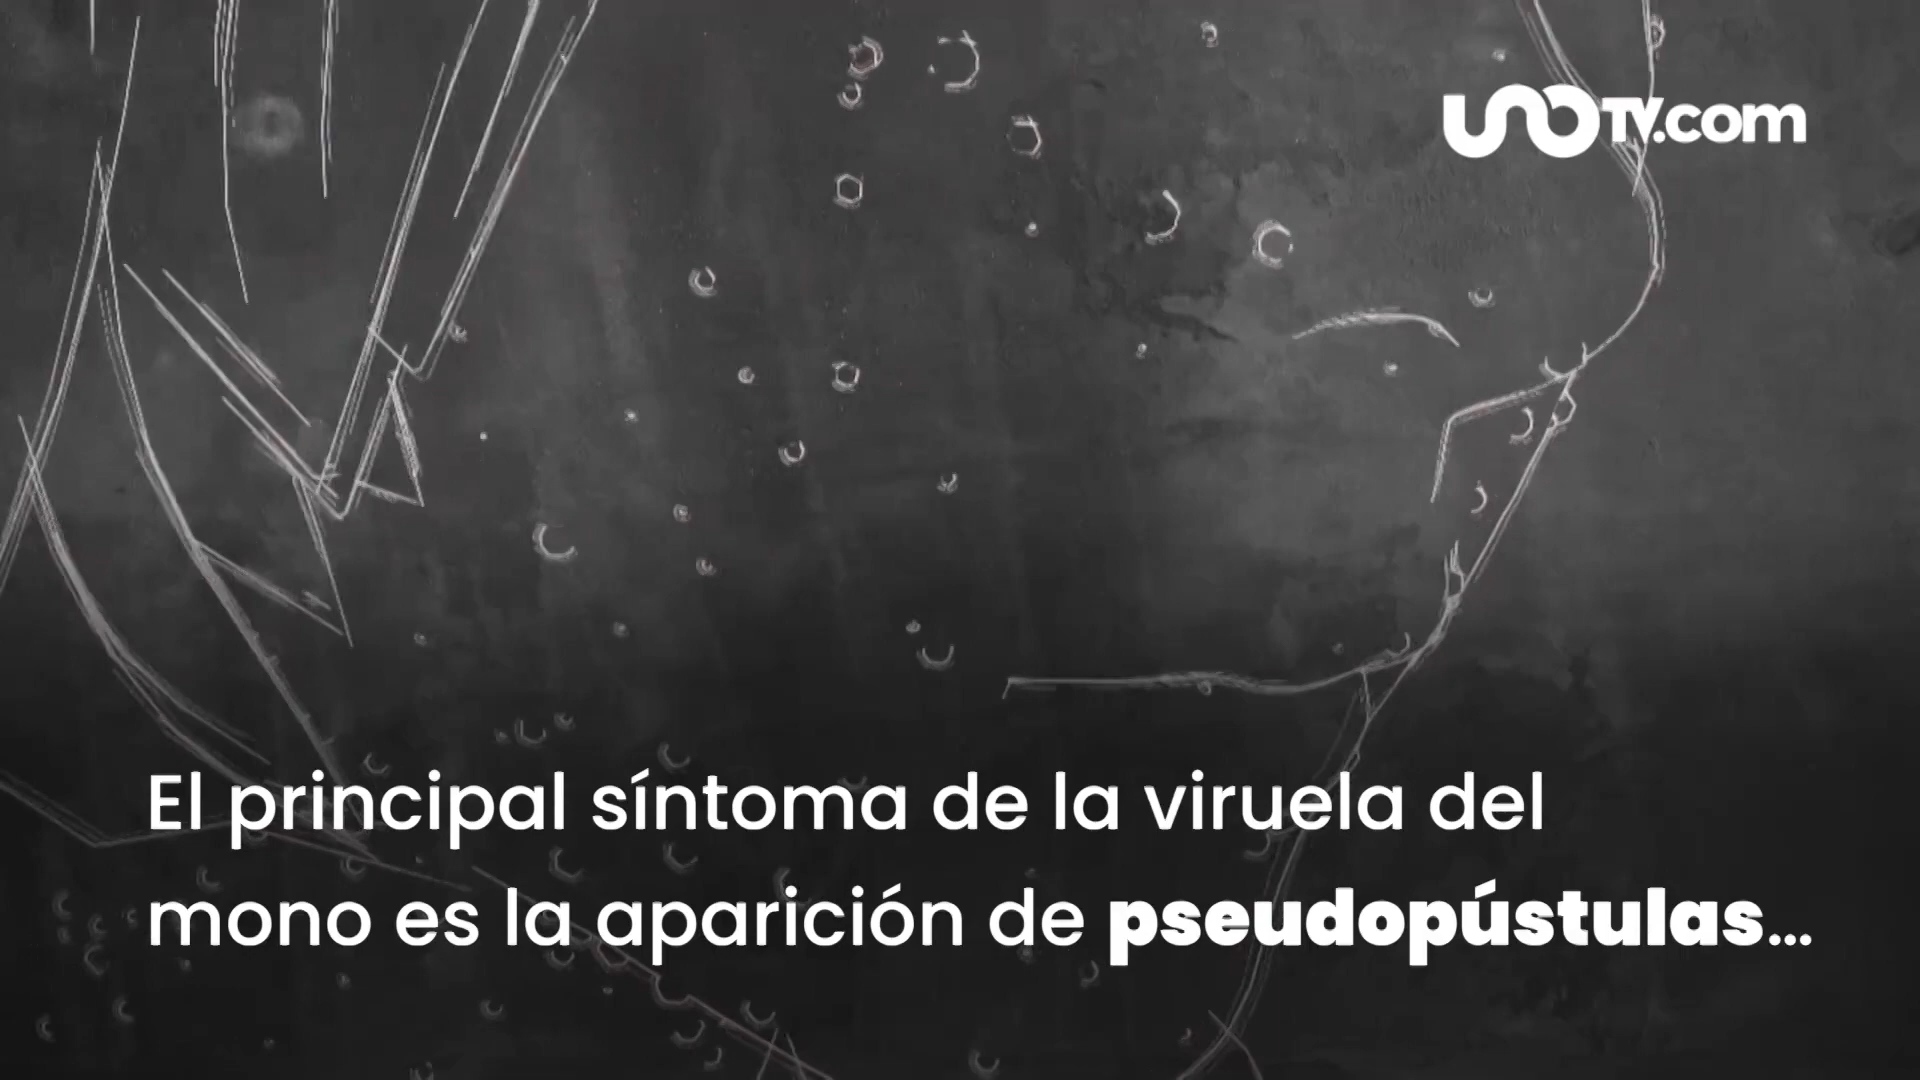 unoTV.com
El principal síntoma de la viruela del
mono es la aparición de pseudopústulas...